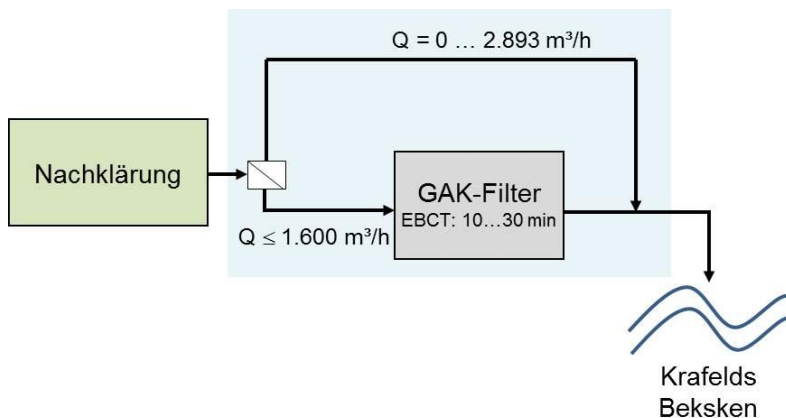 Q = 0 … 2.893 m³/h
Nachklärung
GAK-Filter
EBCT: 10…30 min
Q ≤ 1.600 m³/h
Krafelds
Beksken